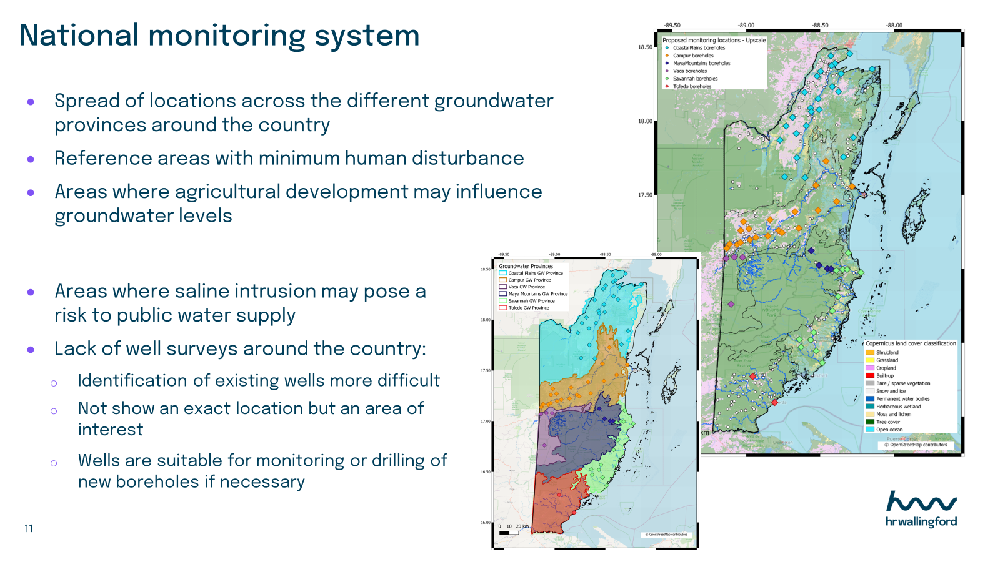 National monitoring system
Spread of locations across the different groundwater
provinces around the country
Reference areas with minimum human disturbance
Areas where agricultural development may influence
groundwater levels
Areas where saline intrusion may pose a
risk to public water supply
Lack of well surveys around the country:
Identification of existing wells more difficult
Not show an exact location but an area of
interest
Wells are suitable for monitoring or drilling of
new boreholes if necessary
11
-89.50 -89.00 -88.50 -88.00
18.50
18.00
17.50
Proposed monitoring locations - Upscale
CoastalPlains boreholes
Campur boreholes
MayaMountains boreholes
Vaca boreholes
Savannah boreholes
Toledo boreholes
Copernicus land cover classification
Shrubland
Grassland
Cropland
Built-up
Bare / sparse vegetation
Snow and ice
Permanent water bodies
Herbaceous wetland
Moss and lichen
Tree cover
Open ocean
km
Puerto Cortes
© OpenStreetMap contributors
-89.50 -89.00 -88.50 -88.00
18.50
18.00
17.50
17.00
16.50
16.00
Groundwater Provinces
Coastal Plains GW Province
Campur GW Province
Vaca GW Province
Maya Mountains GW Province
Savannah GW Province
Toledo GW Province
0 10 20 km
© OpenStreetMap contributors
hr wallingford